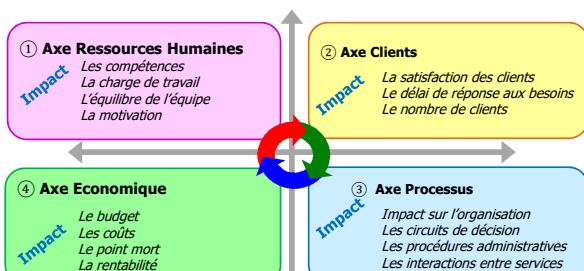 ① Axe Ressources Humaines
Impact
Les compétences
La charge de travail
L'équilibre de l'équipe
La motivation
② Axe Clients
Impact
La satisfaction des clients
Le délai de réponse aux besoins
Le nombre de clients
④ Axe Economique
Impact
Le budget
Les coûts
Le point mort
La rentabilité
③ Axe Processus
Impact
Impact sur l'organisation
Les circuits de décision
Les procédures administratives
Les interactions entre services